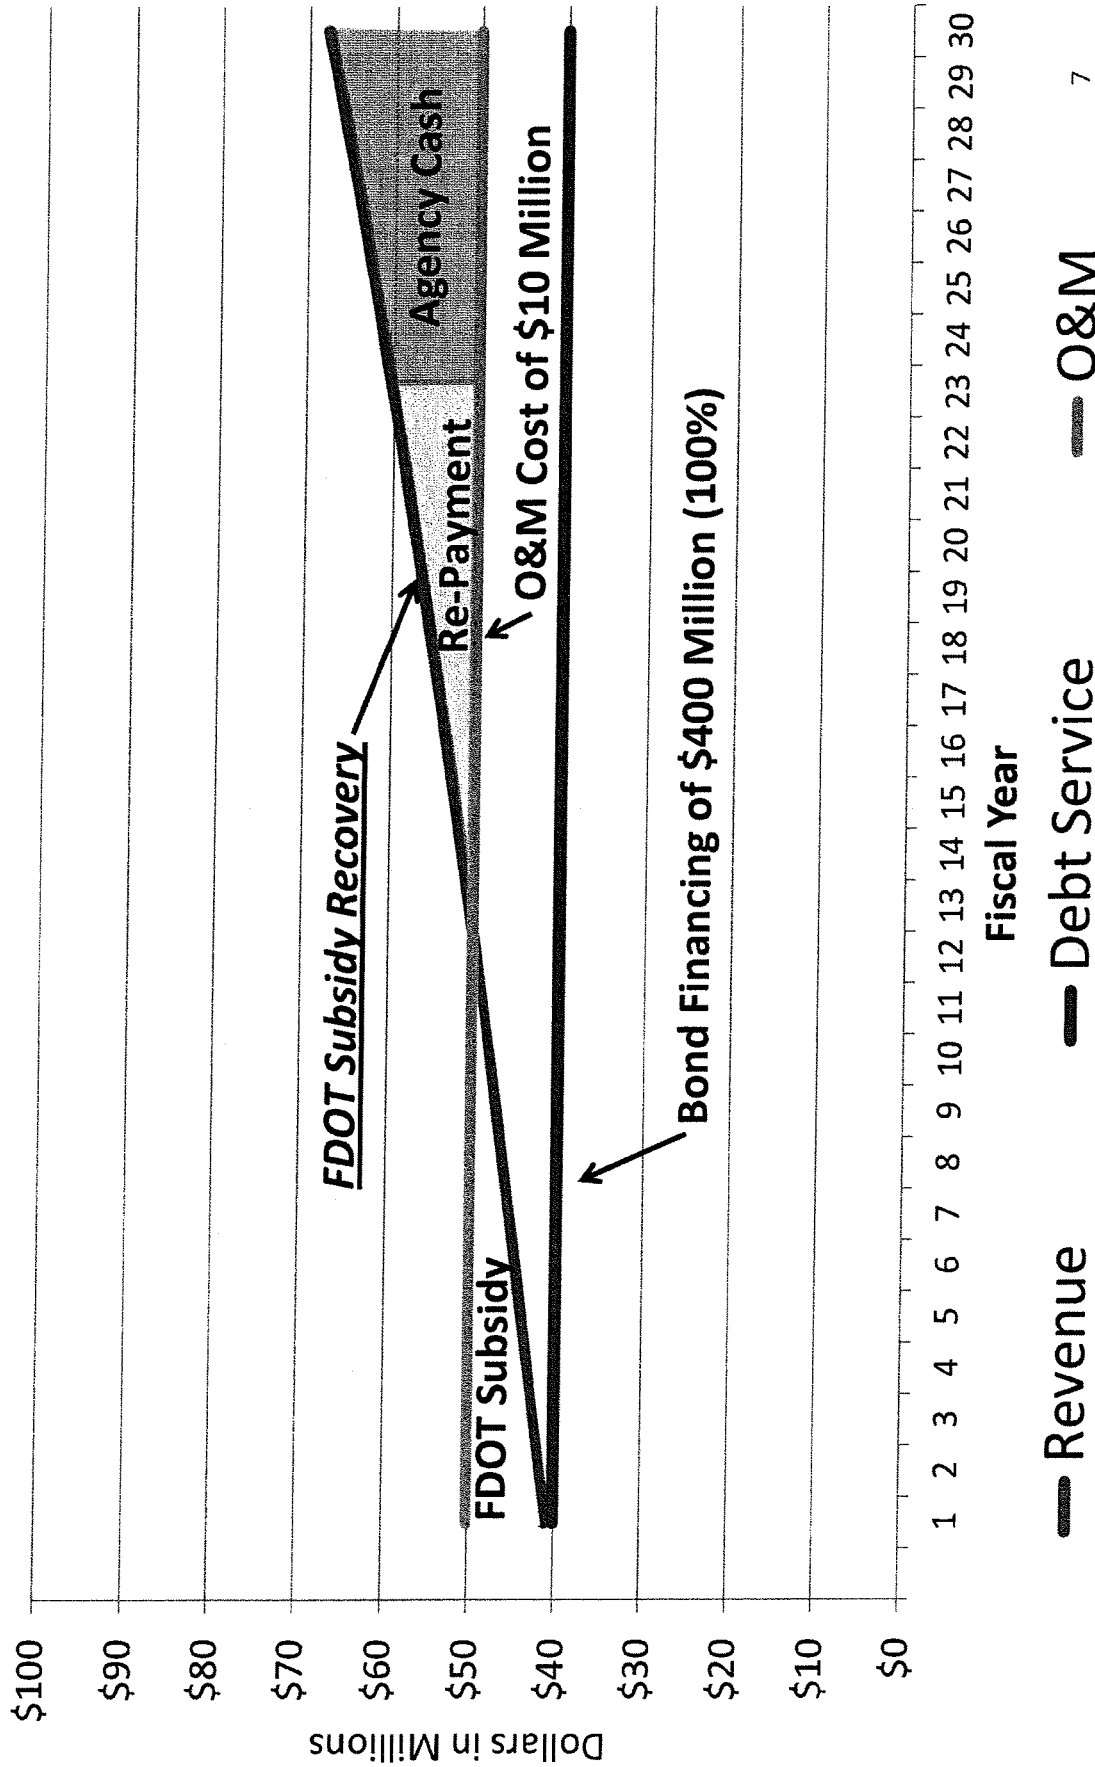 $100
$90
$80
$70
$60
$50
$40
$30
$20
$10
$0
Dollars in Millions
FDOT Subsidy Recovery
Agency Cash
Re-Payment
FDOT Subsidy
O&M Cost of $10 Million
Bond Financing of $400 Million (100%)
1 2 3 4 5 6 7 8 9 10 11 12 13 14 15 16 17 18 19 20 21 22 23 24 25 26 27 28 29 30
Fiscal Year
Revenue Debt Service O&M
7